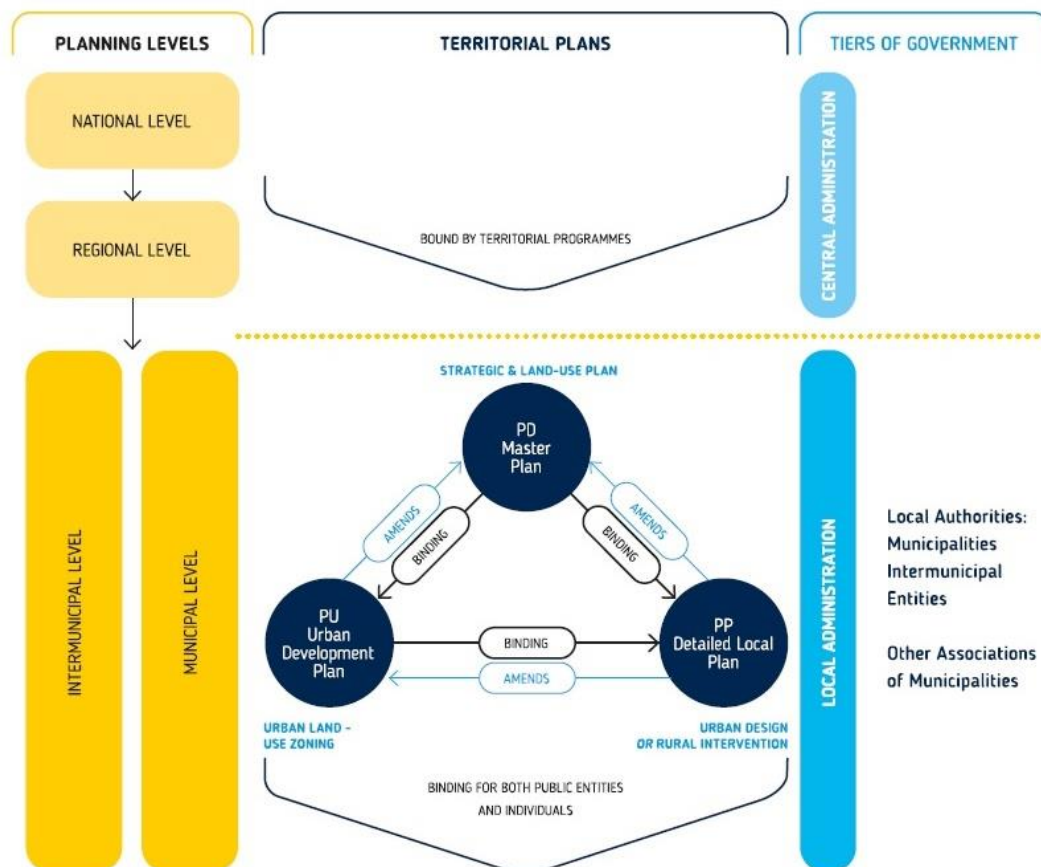 PLANNING LEVELS
TERRITORIAL PLANS
TIERS OF GOVERNMENT
NATIONAL LEVEL
REGIONAL LEVEL
BOUND BY TERRITORIAL PROGRAMMES
CENTRAL ADMINISTRATION
INTERMUNICIPAL LEVEL
MUNICIPAL LEVEL
STRATEGIC & LAND-USE PLAN
PD
Master
Plan
AMENDS
BINDING
BINDING
AMENDS
PU
Urban
Development
Plan
BINDING
AMENDS
PP
Detailed Local
Plan
URBAN LAND -
USE ZONING
URBAN DESIGN
OR RURAL INTERVENTION
BINDING FOR BOTH PUBLIC ENTITIES
AND INDIVIDUALS
LOCAL ADMINISTRATION
Local Authorities:
Municipalities
Intermunicipal
Entities
Other Associations
of Municipalities